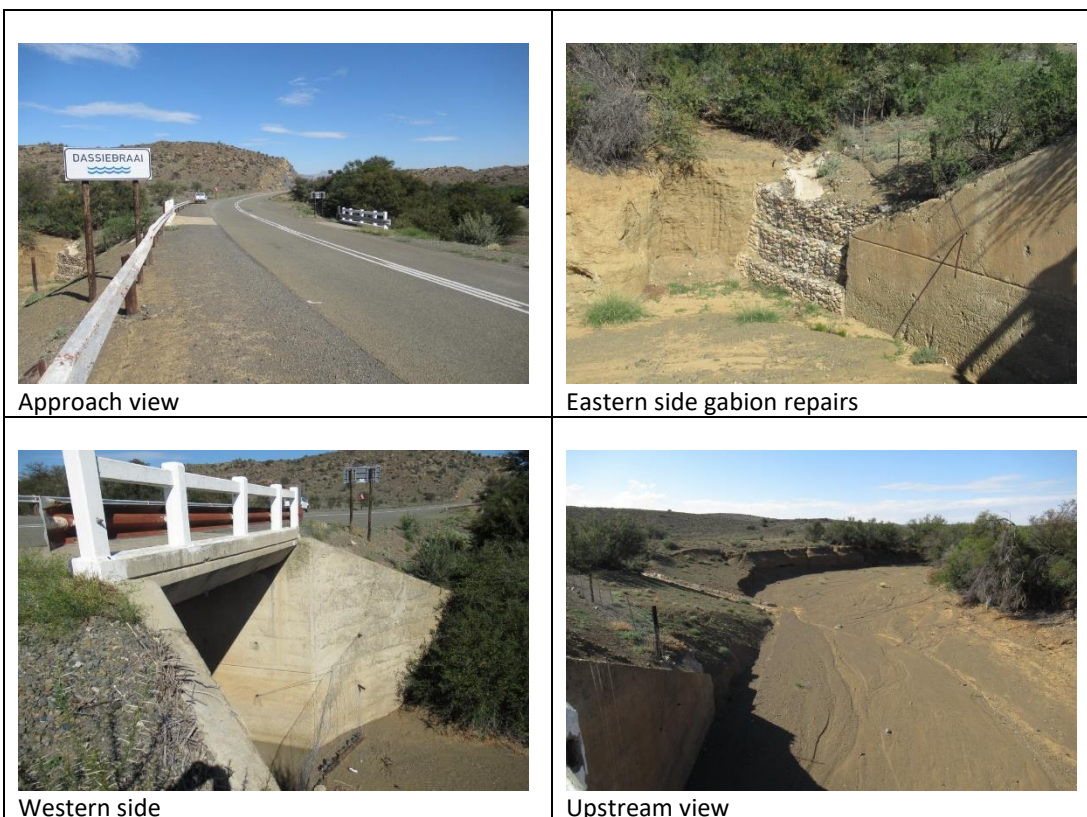 DASSIEBRAAI
Approach view
Eastern side gabion repairs
Western side
Upstream view